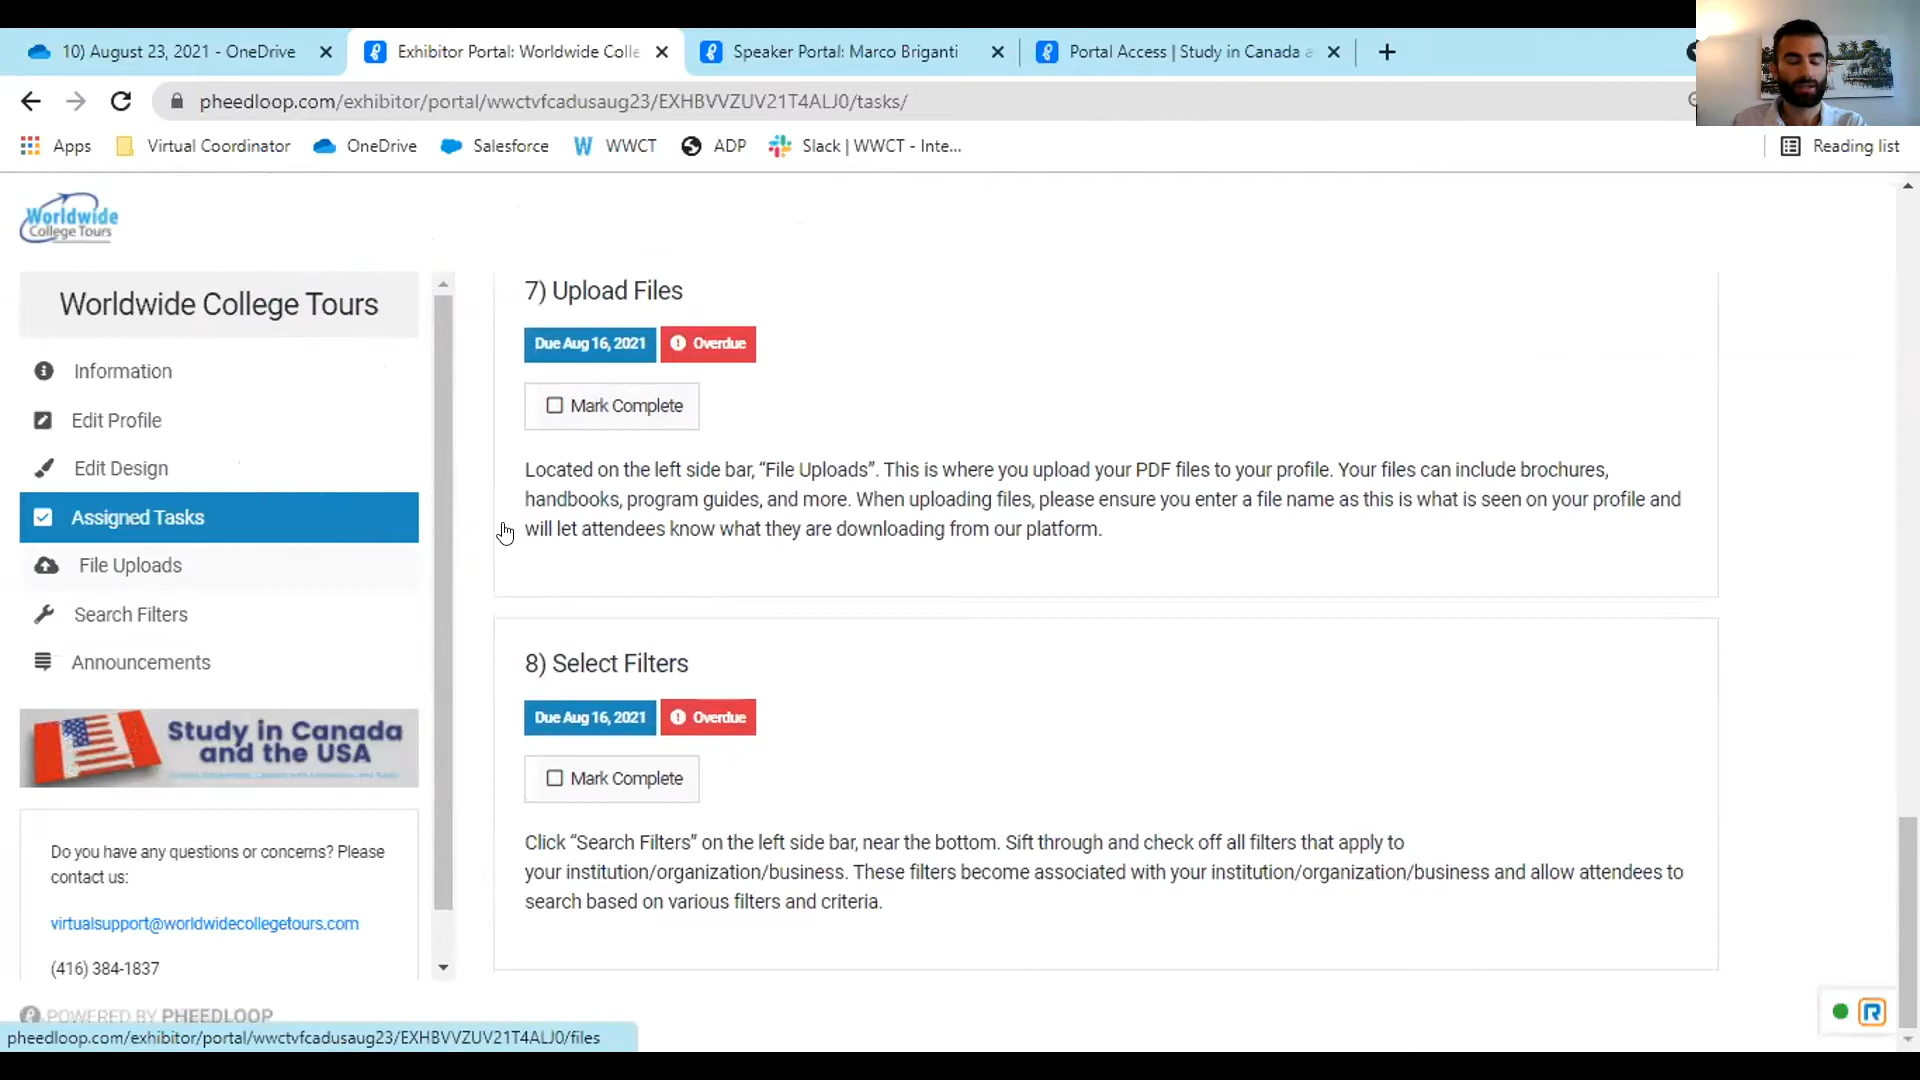 10) August 23, 2021 - OneDrive
Exhibitor Portal: Worldwide Colle
Speaker Portal: Marco Briganti
Portal Access | Study in Canada a
pheedloop.com/exhibitor/portal/wwctvfcadusaug23/EXHBVVZUV21T4ALJ0/tasks/
Apps
Virtual Coordinator
OneDrive
Salesforce
WWCT
ADP
Slack | WWCT - Inte...
Reading list
Worldwide
College Tours
Worldwide College Tours
Information
Edit Profile
Edit Design
Assigned Tasks
File Uploads
Search Filters
Announcements
Study in Canada
and the USA
Do you have any questions or concerns? Please
contact us:
virtualsupport@worldwidecollegetours.com
(416) 384-1837
POWERED BY PHEEDLOOP
pheedloop.com/exhibitor/portal/wwctvfcadusaug23/EXHBVVZUV21T4ALJ0/files
7) Upload Files
Due Aug 16, 2021
Overdue
Mark Complete
Located on the left side bar, “File Uploads”. This is where you upload your PDF files to your profile. Your files can include brochures,
handbooks, program guides, and more. When uploading files, please ensure you enter a file name as this is what is seen on your profile and
will let attendees know what they are downloading from our platform.
8) Select Filters
Due Aug 16, 2021
Overdue
Mark Complete
Click “Search Filters” on the left side bar, near the bottom. Sift through and check off all filters that apply to
your institution/organization/business. These filters become associated with your institution/organization/business and allow attendees to
search based on various filters and criteria.